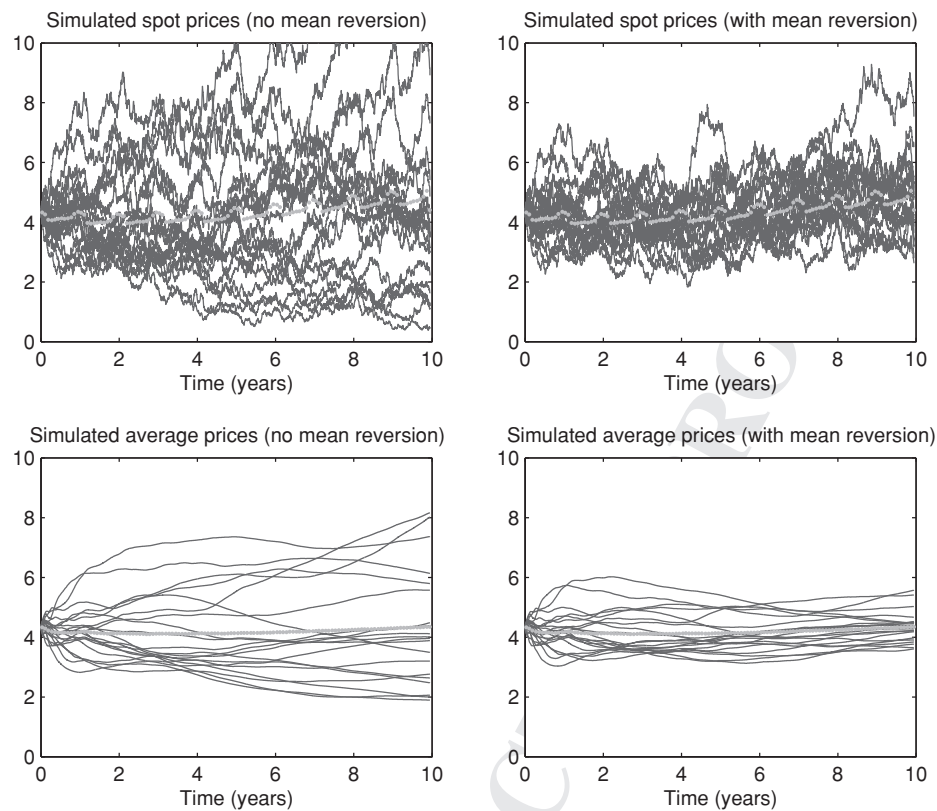 Simulated spot prices (no mean reversion)
10
8
6
4
2
0
0 2 4 6 8 10
Time (years)
Simulated spot prices (with mean reversion)
10
8
6
4
2
0
0 2 4 6 8 10
Time (years)
Simulated average prices (no mean reversion)
10
8
6
4
2
0
0 2 4 6 8 10
Time (years)
Simulated average prices (with mean reversion)
10
8
6
4
2
0
0 2 4 6 8 10
Time (years)